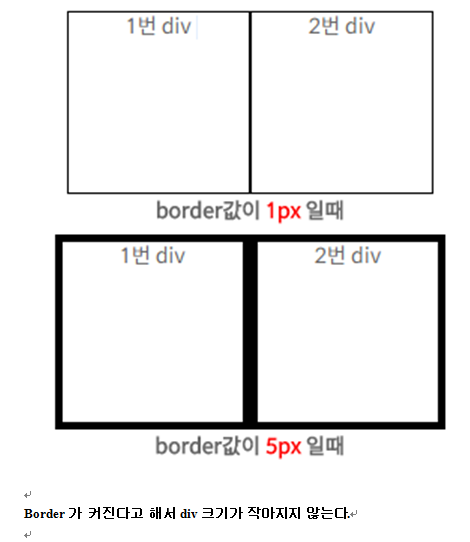 1번 div
2번 div
border값이 1px 일때
1번 div
2번 div
border값이 5px 일때
Border 가 커진다고 해서 div 크기가 작아지지 않는다.